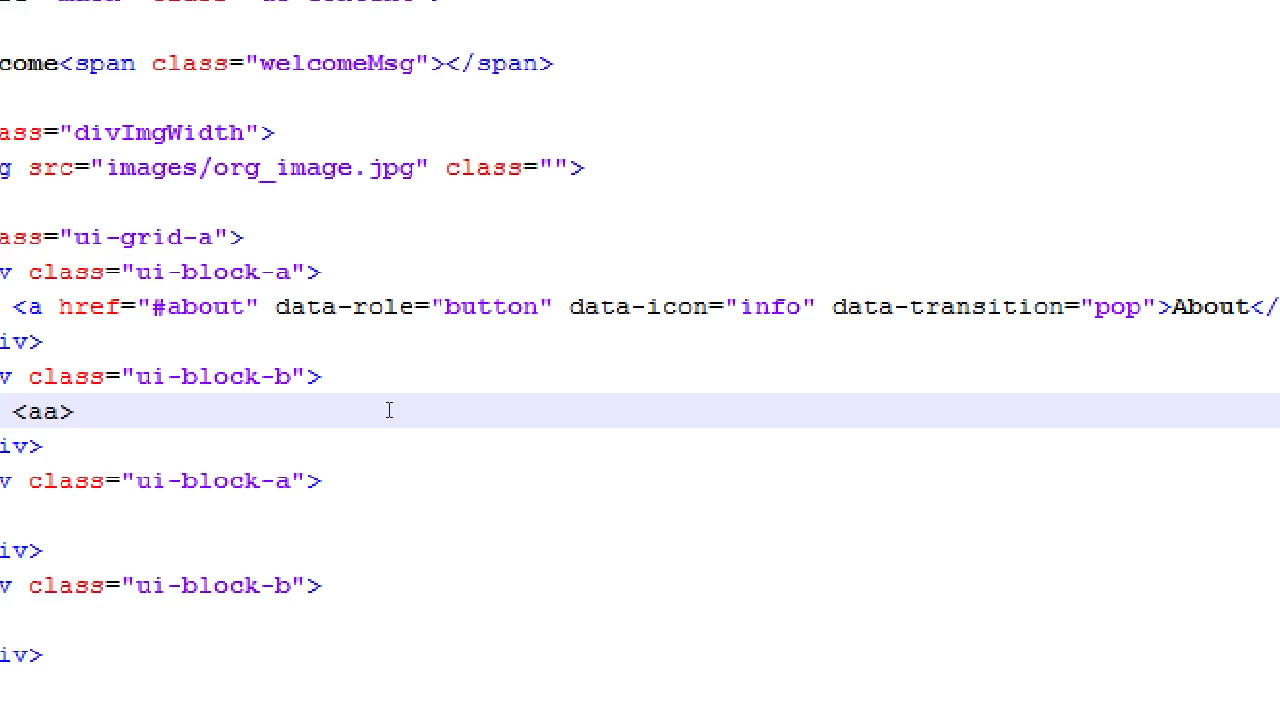 come<span class="welcomeMsg"></span>
ass="divImgWidth">
g src="images/org_image.jpg" class="">
ass="ui-grid-a">
v class="ui-block-a">
<a href="#about" data-role="button" data-icon="info" data-transition="pop">About</
iv>
v class="ui-block-b">
<aa>
iv>
v class="ui-block-a">
iv>
v class="ui-block-b">
iv>